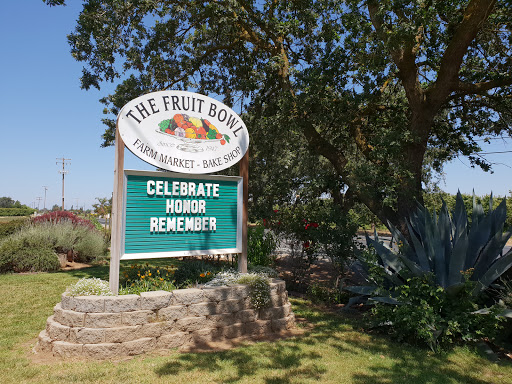 THE FRUIT BOWL
FARM MARKET - BAKE SHOP
CELEBRATE
HONOR
REMEMBER